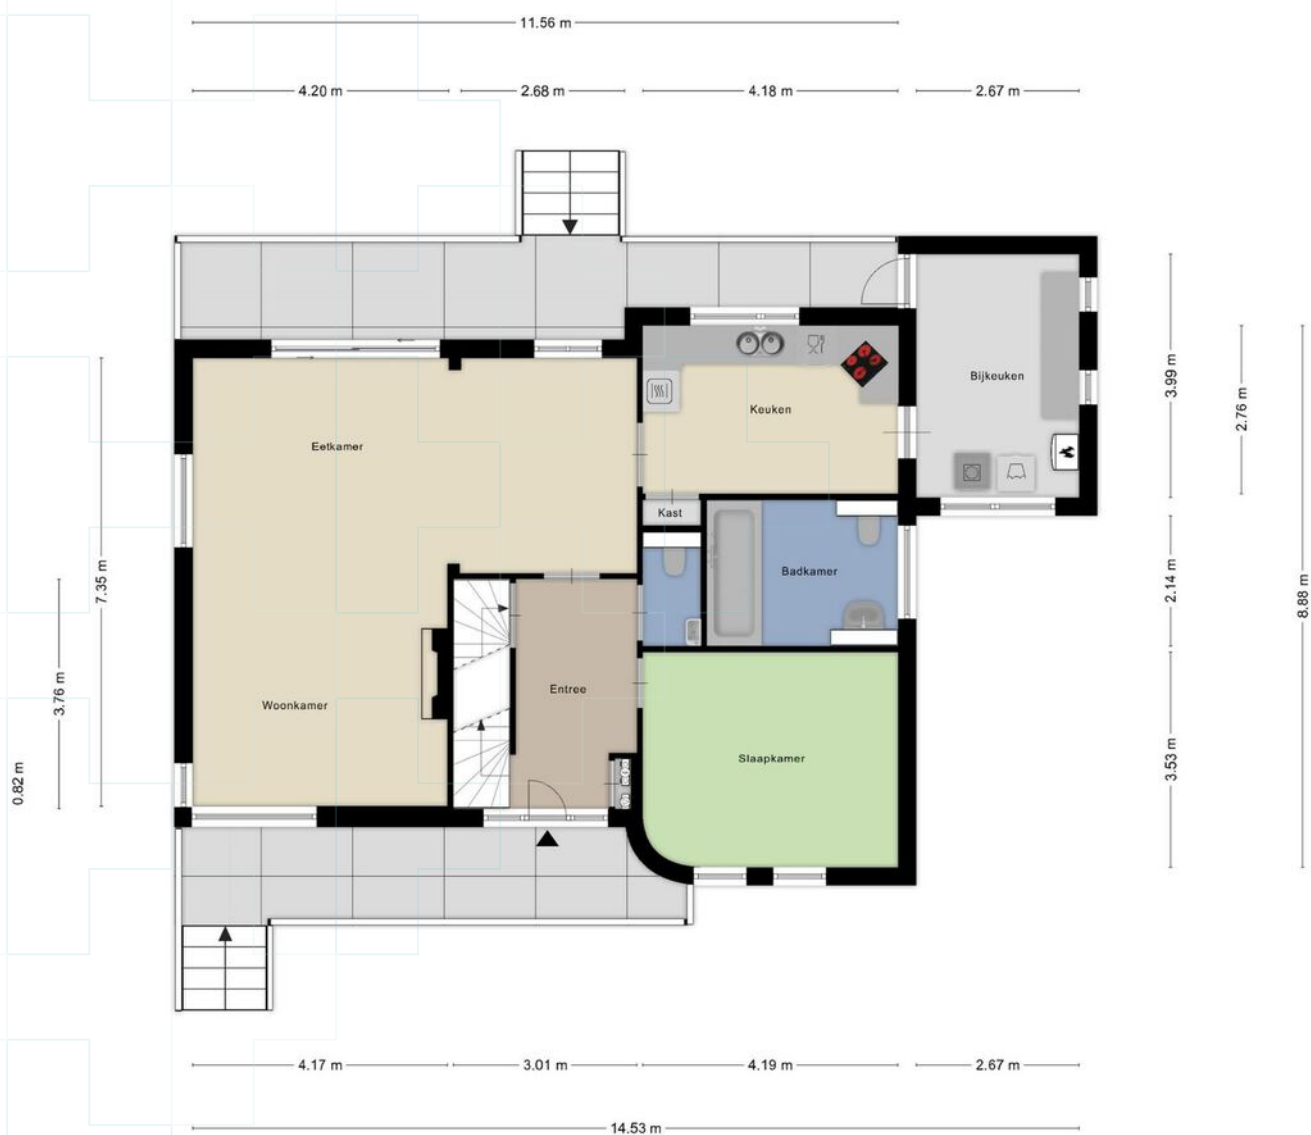 11.56 m
4.20 m
2.68 m
4.18 m
2.67 m
Bijkeuken
Keuken
Eetkamer
Kast
Badkamer
Entree
Woonkamer
Slaapkamer
3.99 m
2.76 m
2.14 m
8.88 m
3.53 m
7.35 m
3.76 m
0.82 m
4.17 m
3.01 m
4.19 m
2.67 m
14.53 m